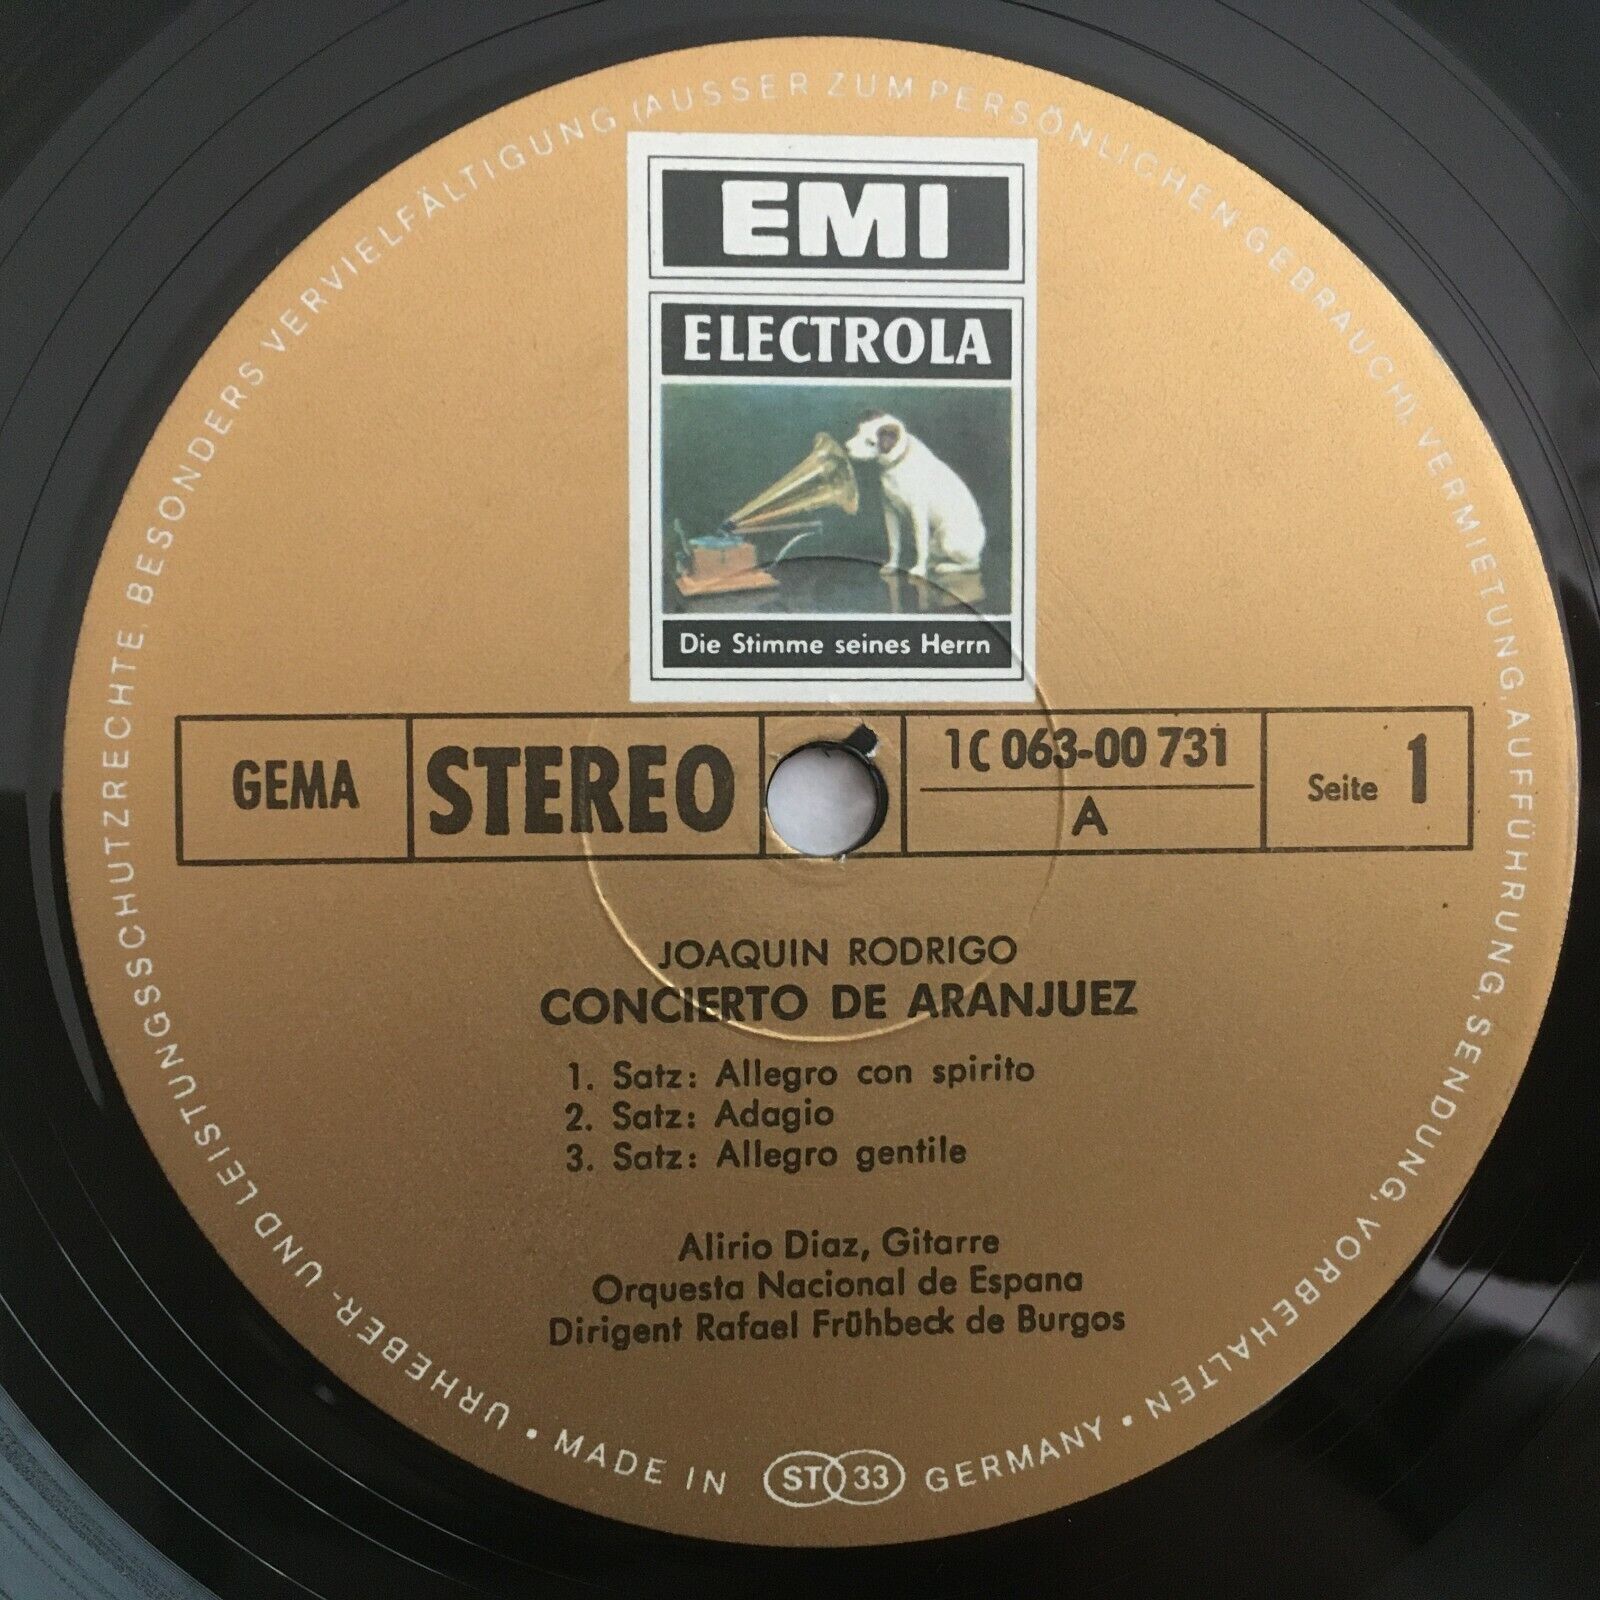 EMI
ELECTROLA
Die Stimme seines Herrn
GEMA
STEREO
1C 063-00 731
A
Seite 1
JOAQUIN RODRIGO
CONCIERTO DE ARANJUEZ
1. Satz: Allegro con spirito
2. Satz: Adagio
3. Satz: Allegro gentile
Alirio Diaz, Gitarre
Orquesta Nacional de Espana
Dirigent Rafael Frühbeck de Burgos
URHEBER- UND LEISTUNGSSCHUTZRECHTE, BESONDERS VERVIELFÄLTIGUNG (AUSSER ZUM PERSÖNLICHEN GEBRAUCH), VERMIETUNG, AUFFÜHRUNG, SENDUNG, VORBEHALTEN •
MADE IN ST 33 GERMANY •